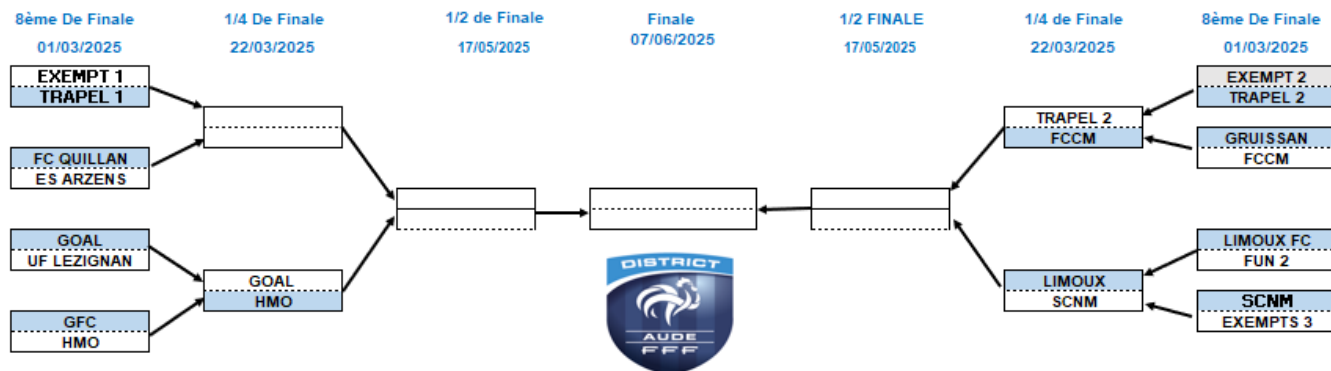 8ème De Finale
01/03/2025
1/4 De Finale
22/03/2025
1/2 de Finale
17/05/2025
Finale
07/06/2025
1/2 FINALE
17/05/2025
1/4 de Finale
22/03/2025
8ème De Finale
01/03/2025
EXEMPT 1
TRAPEL 1
FC QUILLAN
ES ARZENS
GOAL
UF LEZIGNAN
GFC
HMO
GOAL
HMO
TRAPEL 2
FCCM
LIMOUX
SCNM
EXEMPT 2
TRAPEL 2
GRUISSAN
FCCM
LIMOUX FC
FUN 2
SCNM
EXEMPTS 3
DISTRICT
AUDE
FFF